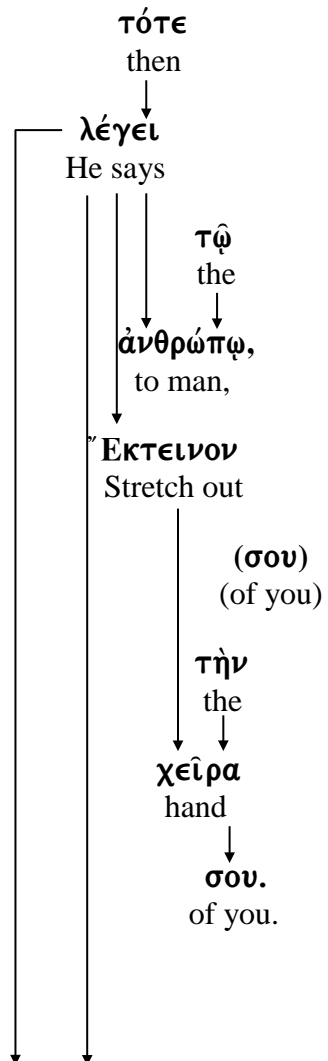 τότε
then
λέγει
He says
τῷ
the
ἀνθρώπῳ,
to man,
Ἔκτεινον
Stretch out
(σου)
(of you)
τὴν
the
χεῖρα
hand
σου.
of you.